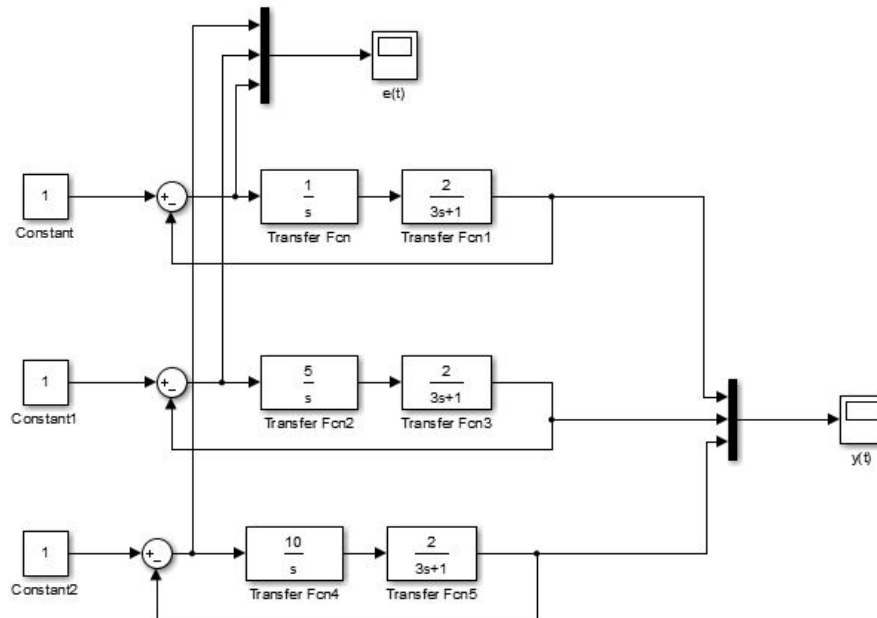 e(t)
1
Constant
+
-
1
s
Transfer Fcn
2
3s+1
Transfer Fcn1
1
Constant1
+
-
5
s
Transfer Fcn2
2
3s+1
Transfer Fcn3
y(t)
1
Constant2
+
-
10
s
Transfer Fcn4
2
3s+1
Transfer Fcn5